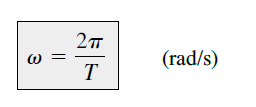 ω = 2π/T (rad/s)